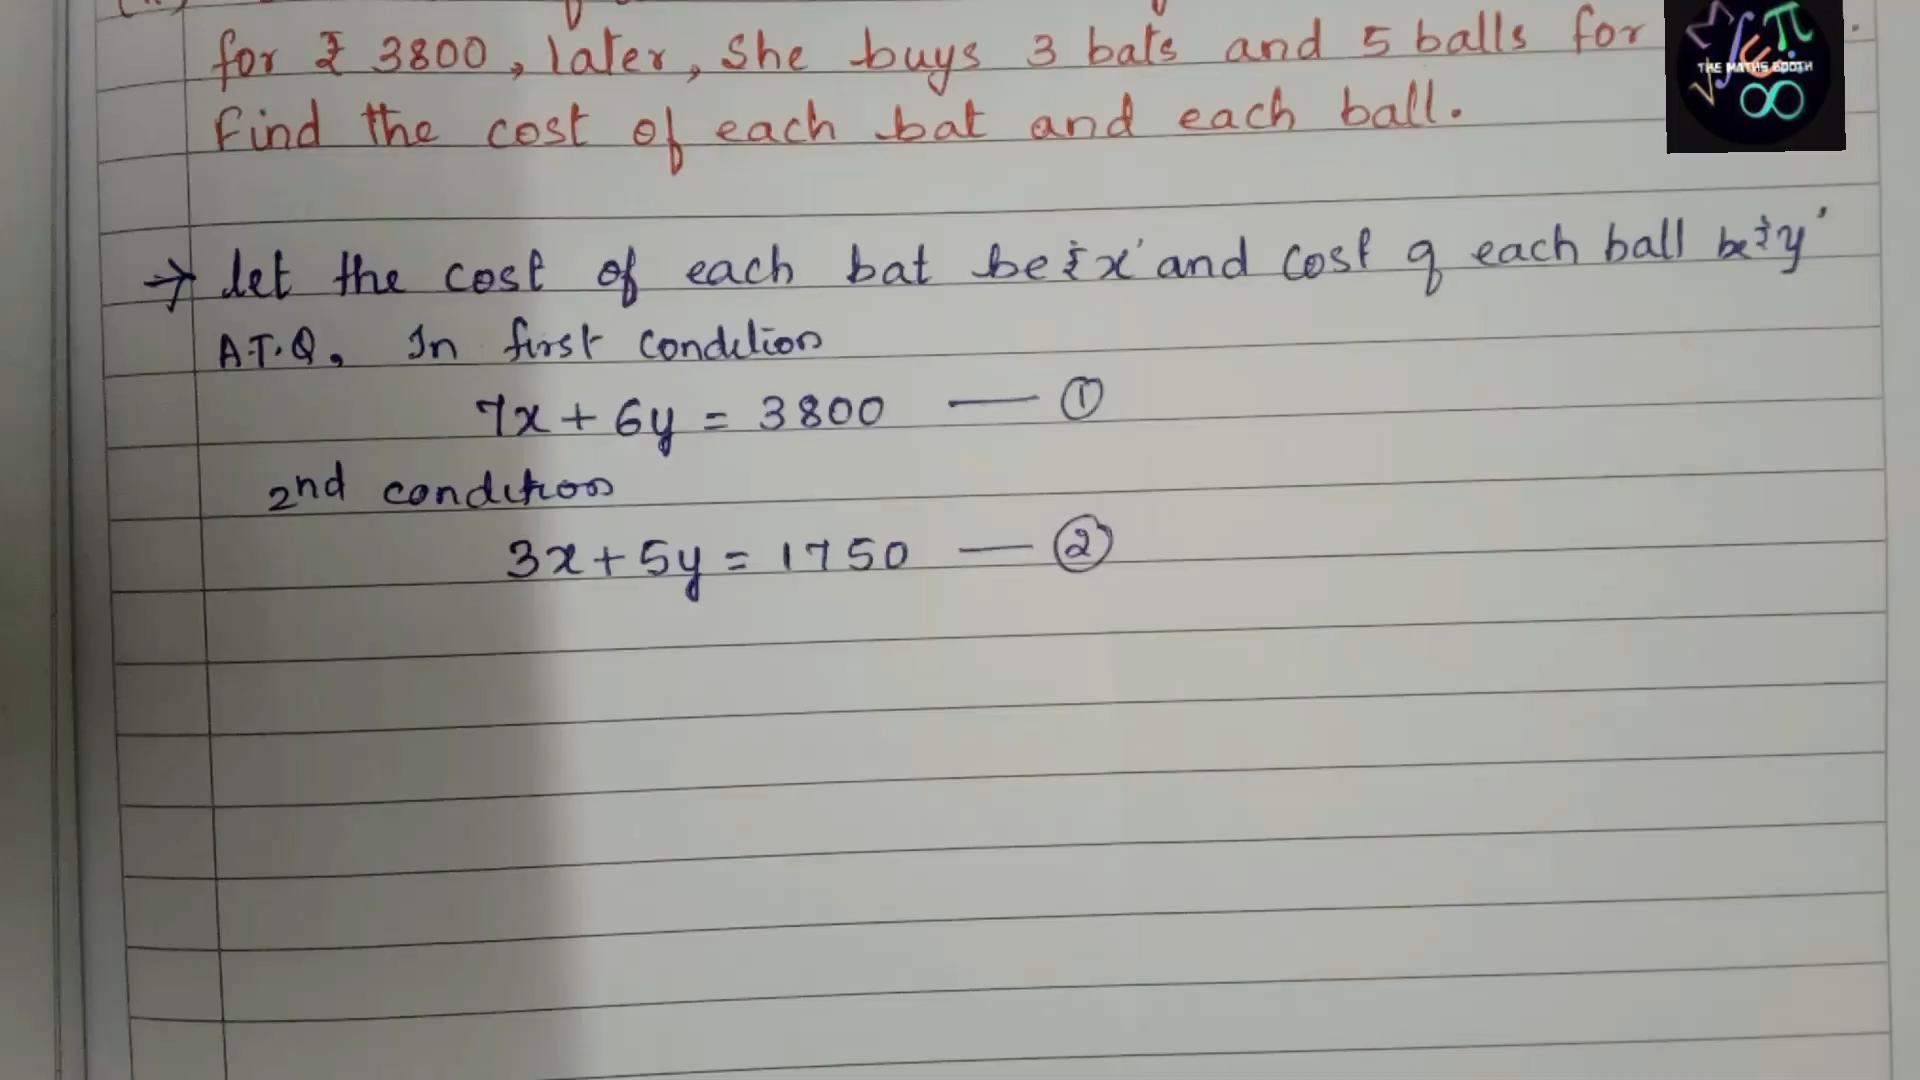 for ₹ 3800, later, She buys 3 bats and 5 balls for
Find the cost of each bat and each ball.
THE MATHS BOOTH
→ let the cost of each bat be ₹ 'x' and cost of each ball be ₹ 'y'
A.T.Q, In first condition
7x + 6y = 3800 — ①
2nd condition
3x + 5y = 1750 — ②